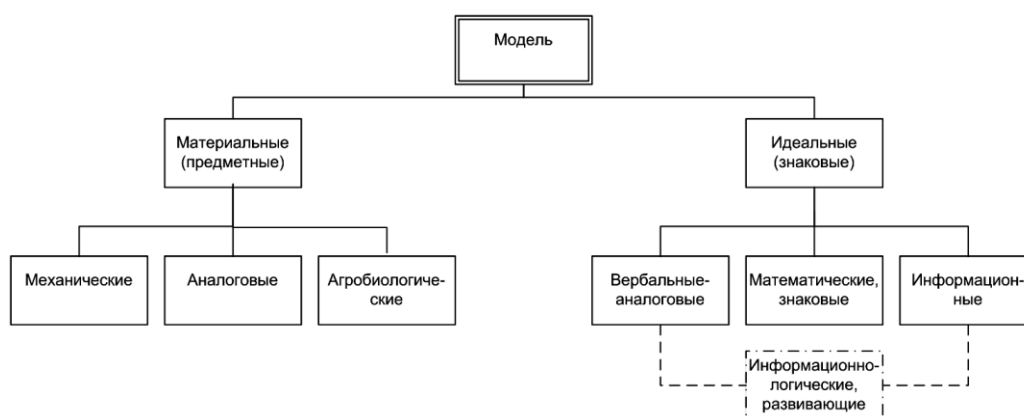 Модель
Материальные
(предметные)
Идеальные
(знаковые)
Механические
Аналоговые
Агробиологиче-
ские
Вербальные-
аналоговые
Математические,
знаковые
Информацион-
ные
Информационно-
логические,
развивающие